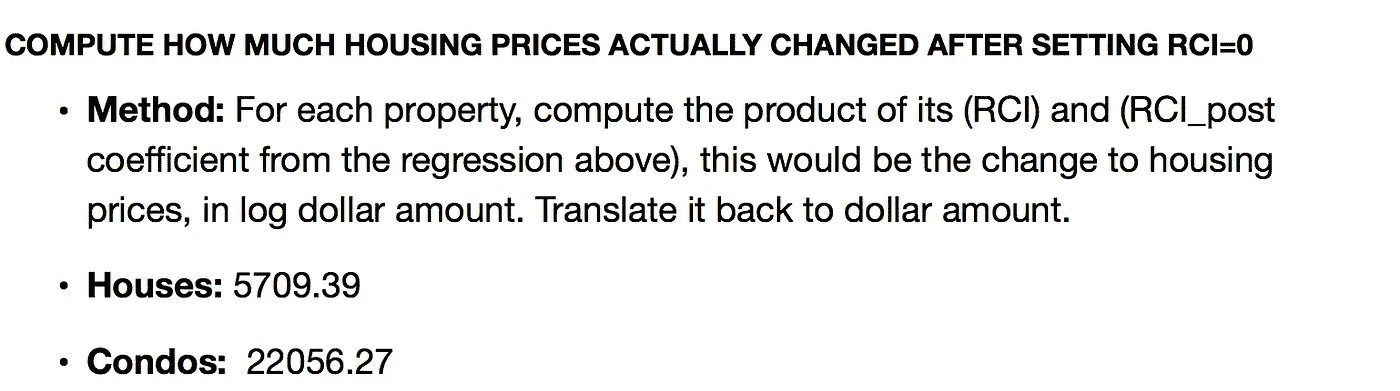 COMPUTE HOW MUCH HOUSING PRICES ACTUALLY CHANGED AFTER SETTING RCI=0
• Method: For each property, compute the product of its (RCI) and (RCI_post
coefficient from the regression above), this would be the change to housing
prices, in log dollar amount. Translate it back to dollar amount.
• Houses: 5709.39
• Condos: 22056.27